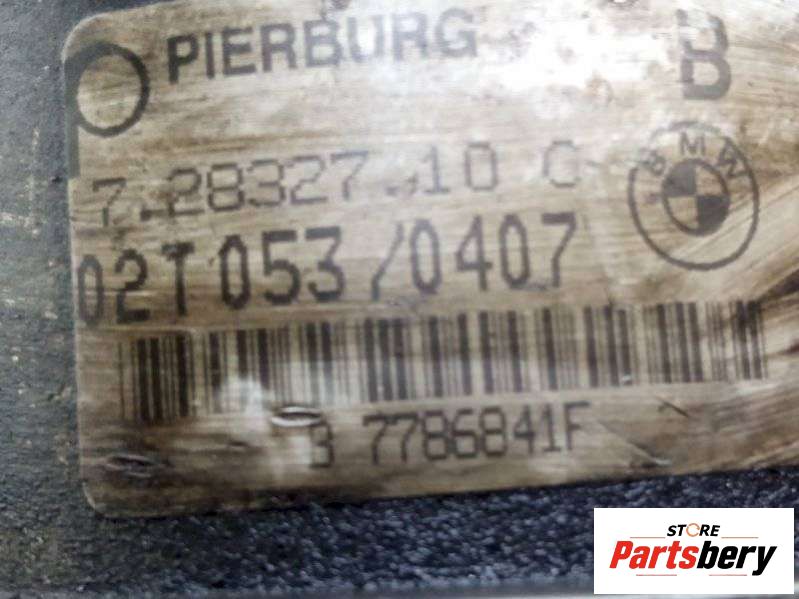 PIERBURG B
7.28327.10 C
BMW
02T053/0407
B 7786841F
STORE
Partsbery